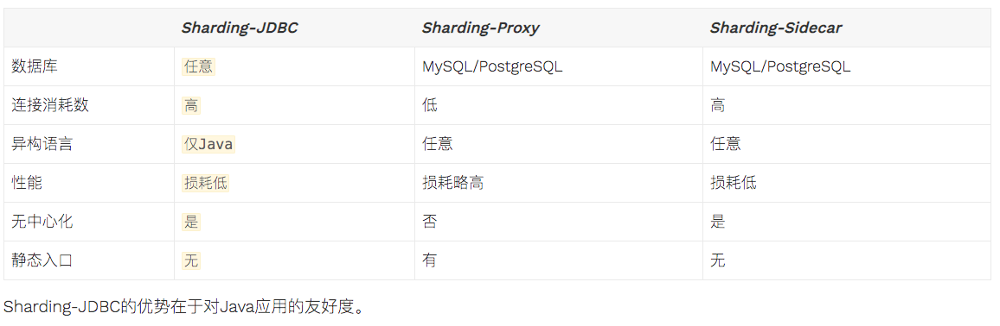 Sharding-JDBC Sharding-Proxy Sharding-Sidecar
数据库 任意 MySQL/PostgreSQL MySQL/PostgreSQL
连接消耗数 高 低 高
异构语言 仅Java 任意 任意
性能 损耗低 损耗略高 损耗低
无中心化 是 否 是
静态入口 无 有 无
Sharding-JDBC的优势在于对Java应用的友好度。